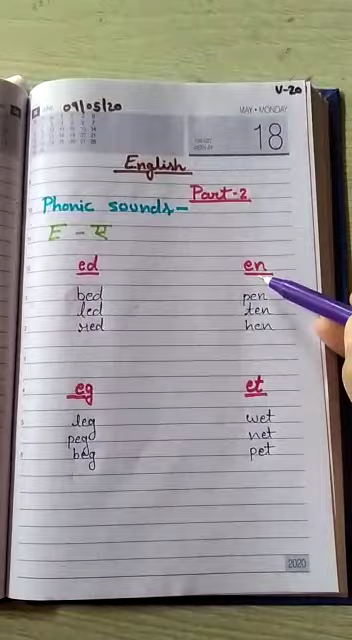 V-20
09/05/20
MAY • MONDAY
18
English
Part-2
Phonic sounds-
E - ए
ed en
bed pen
led ten
red hen
eg et
leg wet
peg net
beg pet
2020